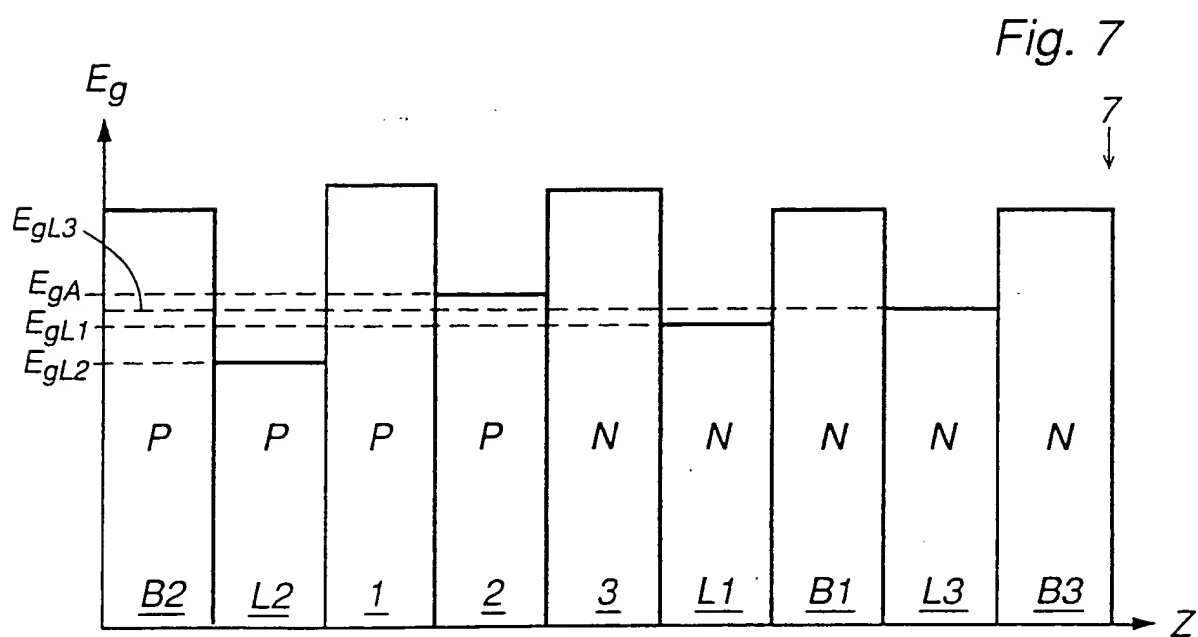 Fig. 7
E_g
7
E_gL3
E_gA
E_gL1
E_gL2
P P P P N N N N N
B2 L2 1 2 3 L1 B1 L3 B3
Z